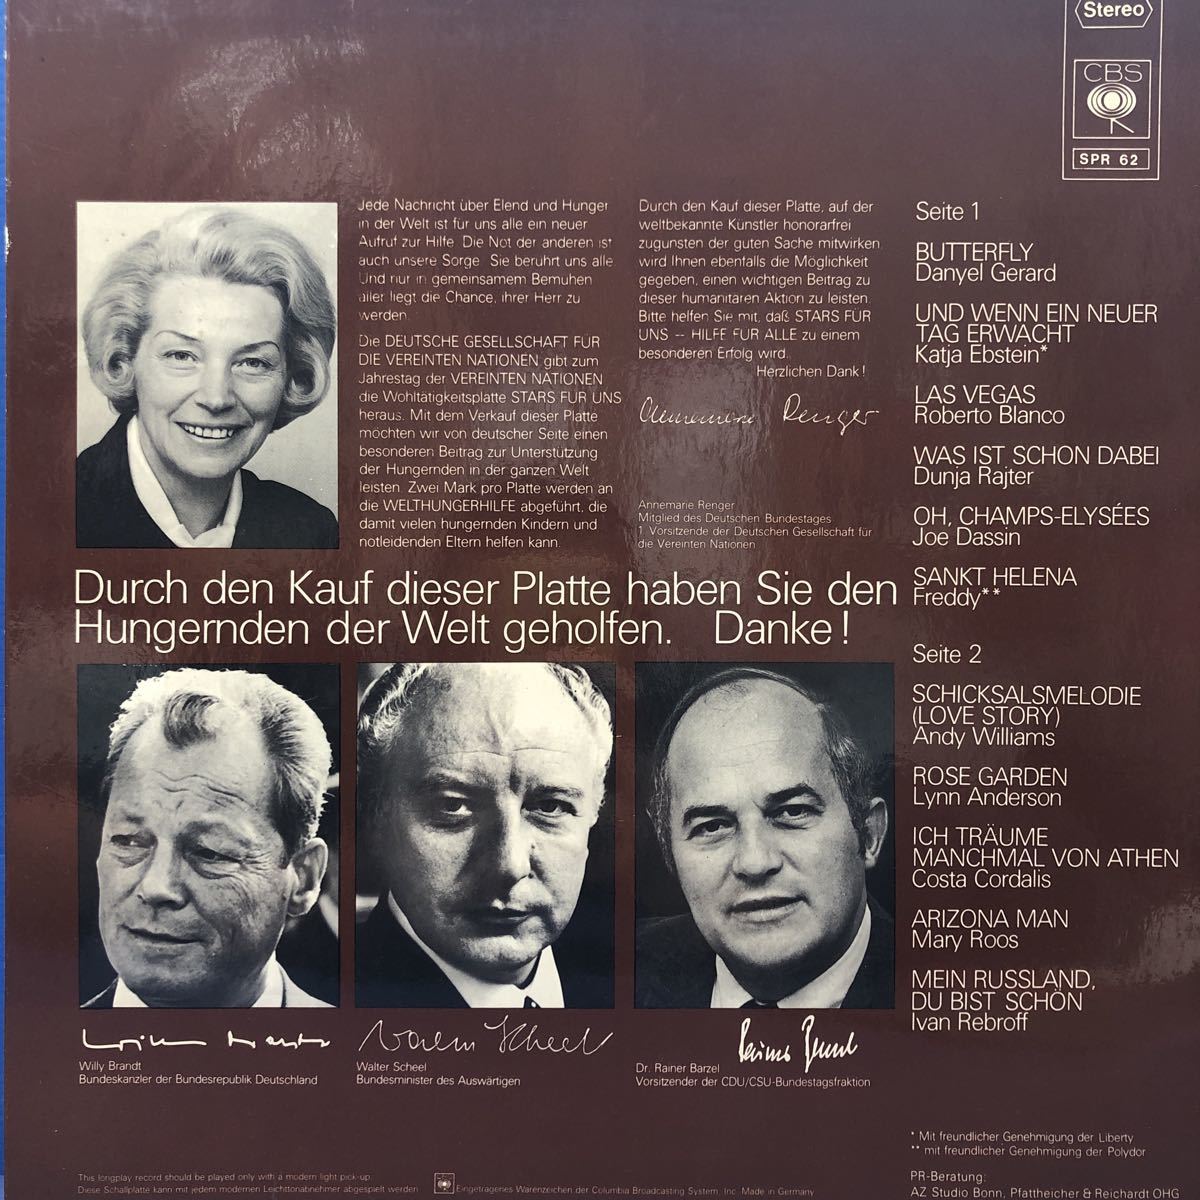 Stereo
CBS
SPR 62
Jede Nachricht über Elend und Hunger
in der Welt ist für uns alle ein neuer
Aufruf zur Hilfe. Die Not der anderen ist
auch unsere Sorge. Sie berührt uns alle.
Und nur in gemeinsamem Bemühen
aller liegt die Chance, ihrer Herr zu
werden.
Die DEUTSCHE GESELLSCHAFT FÜR
DIE VEREINTEN NATIONEN gibt zum
Jahrestag der VEREINTEN NATIONEN
die Wohltätigkeitsplatte STARS FÜR UNS
heraus. Mit dem Verkauf dieser Platte
möchten wir von deutscher Seite einen
besonderen Beitrag zur Unterstützung
der Hungernden in der ganzen Welt
leisten. Zwei Mark pro Platte werden an
die WELTHUNGERHILFE abgeführt, die
damit vielen hungernden Kindern und
notleidenden Eltern helfen kann.
Durch den Kauf dieser Platte, auf der
weltbekannte Künstler honorarfrei
zugunsten der guten Sache mitwirken,
wird Ihnen ebenfalls die Möglichkeit
gegeben, einen wichtigen Beitrag zu
dieser humanitären Aktion zu leisten.
Bitte helfen Sie mit, daß STARS FÜR
UNS – HILFE FÜR ALLE zu einem
besonderen Erfolg wird.
Herzlichen Dank!
Annemarie Renger
Annemarie Renger
Mitglied des Deutschen Bundestages
1. Vorsitzende der Deutschen Gesellschaft für
die Vereinten Nationen
Durch den Kauf dieser Platte haben Sie den
Hungernden der Welt geholfen. Danke!
Willy Brandt
Willy Brandt
Bundeskanzler der Bundesrepublik Deutschland
Walter Scheel
Walter Scheel
Bundesminister des Auswärtigen
Rainer Barzel
Dr. Rainer Barzel
Vorsitzender der CDU/CSU-Bundestagsfraktion
Seite 1
BUTTERFLY
Danyel Gerard
UND WENN EIN NEUER
TAG ERWACHT
Katja Ebstein*
LAS VEGAS
Roberto Blanco
WAS IST SCHON DABEI
Dunja Rajter
OH, CHAMPS-ELYSÉES
Joe Dassin
SANKT HELENA
Freddy**
Seite 2
SCHICKSALSMELODIE
(LOVE STORY)
Andy Williams
ROSE GARDEN
Lynn Anderson
ICH TRÄUME
MANCHMAL VON ATHEN
Costa Cordalis
ARIZONA MAN
Mary Roos
MEIN RUSSLAND,
DU BIST SCHÖN
Ivan Rebroff
* Mit freundlicher Genehmigung der Liberty
** mit freundlicher Genehmigung der Polydor
PR-Beratung:
AZ Studio Bonn, Pfattheicher & Reichardt OHG
This longplay record should be played only with a modern light pick-up.
Diese Schallplatte kann mit jedem modernen Leichttonabnehmer abgespielt werden
Eingetragenes Warenzeichen der Columbia Broadcasting System, Inc. Made in Germany